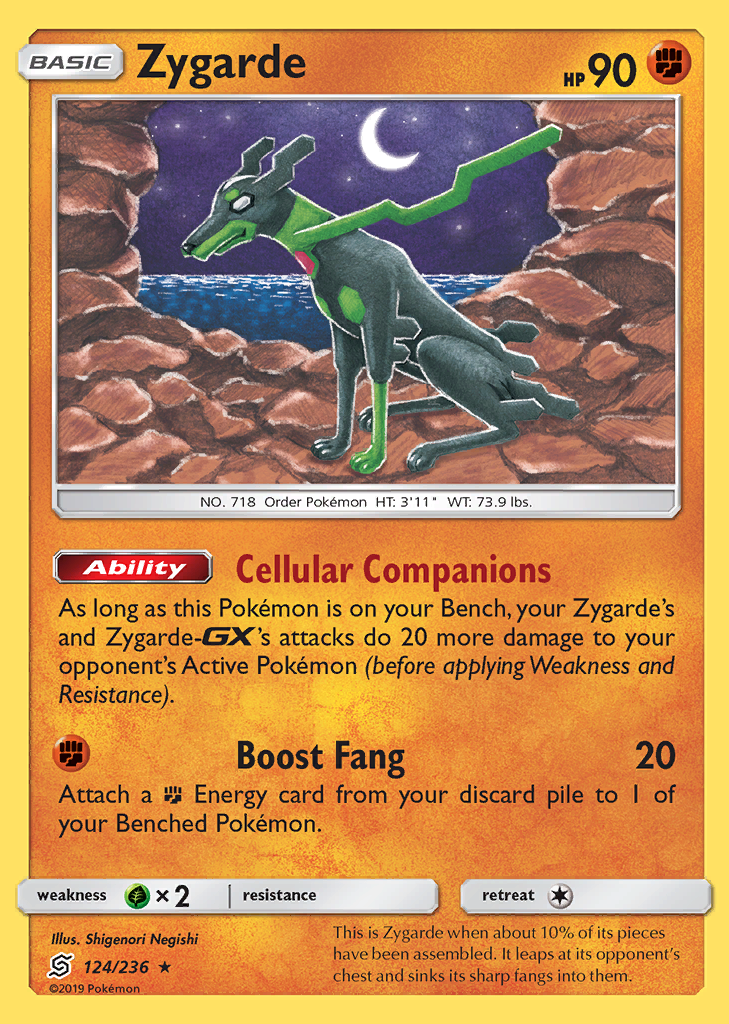 BASIC Zygarde HP 90
NO. 718 Order Pokémon HT: 3'11" WT: 73.9 lbs.
Ability Cellular Companions
As long as this Pokémon is on your Bench, your Zygarde's
and Zygarde-GX's attacks do 20 more damage to your
opponent's Active Pokémon (before applying Weakness and
Resistance).
Boost Fang 20
Attach a Energy card from your discard pile to 1 of
your Benched Pokémon.
weakness ×2 resistance retreat
Illus. Shigenori Negishi
124/236 ★
©2019 Pokémon
This is Zygarde when about 10% of its pieces
have been assembled. It leaps at its opponent's
chest and sinks its sharp fangs into them.